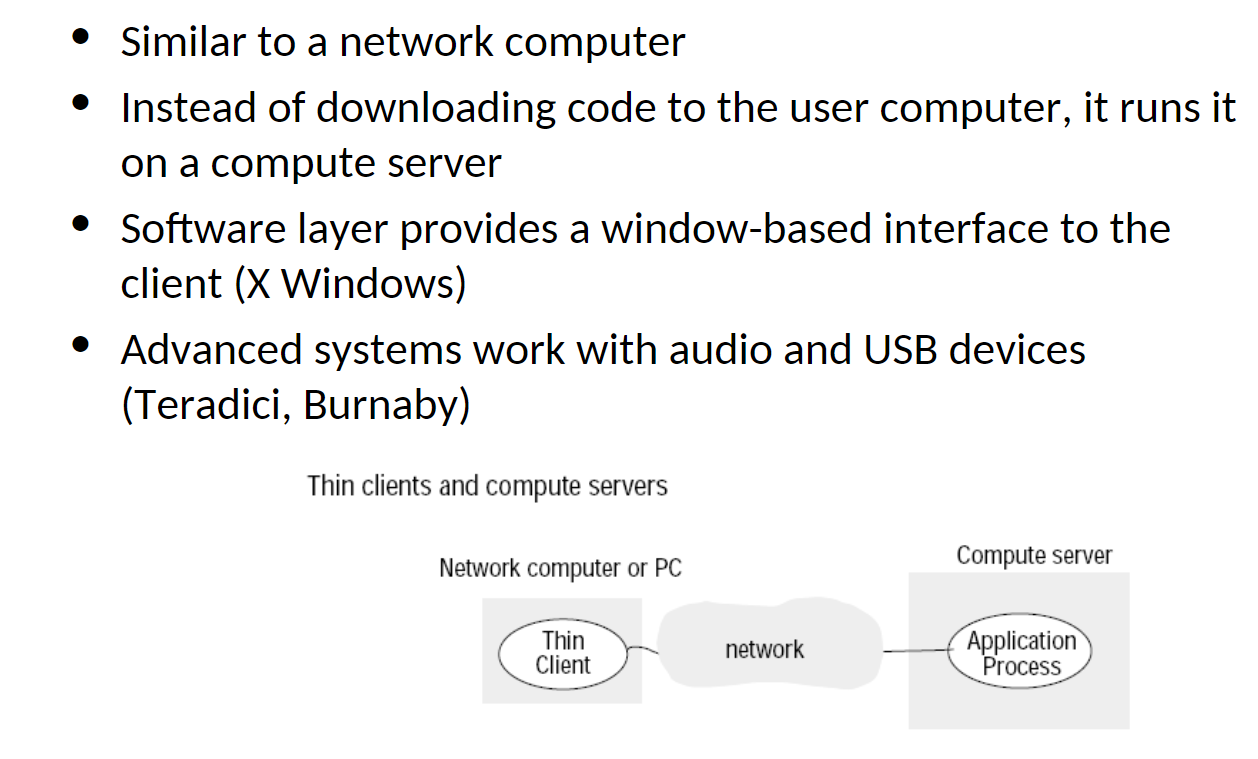 • Similar to a network computer
• Instead of downloading code to the user computer, it runs it
on a compute server
• Software layer provides a window-based interface to the
client (X Windows)
• Advanced systems work with audio and USB devices
(Teradici, Burnaby)
Thin clients and compute servers
Network computer or PC
Compute server
Thin
Client
network
Application
Process